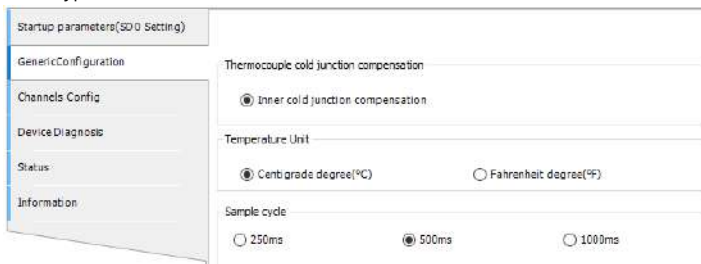 Startup parameters(SDO Setting)
GenericConfiguration
Channels Config
Device Diagnosis
Status
Information
Thermocouple cold junction compensation
Inner cold junction compensation
Temperature Unit
Centigrade degree(°C)
Fahrenheit degree(°F)
Sample cycle
250ms
500ms
1000ms